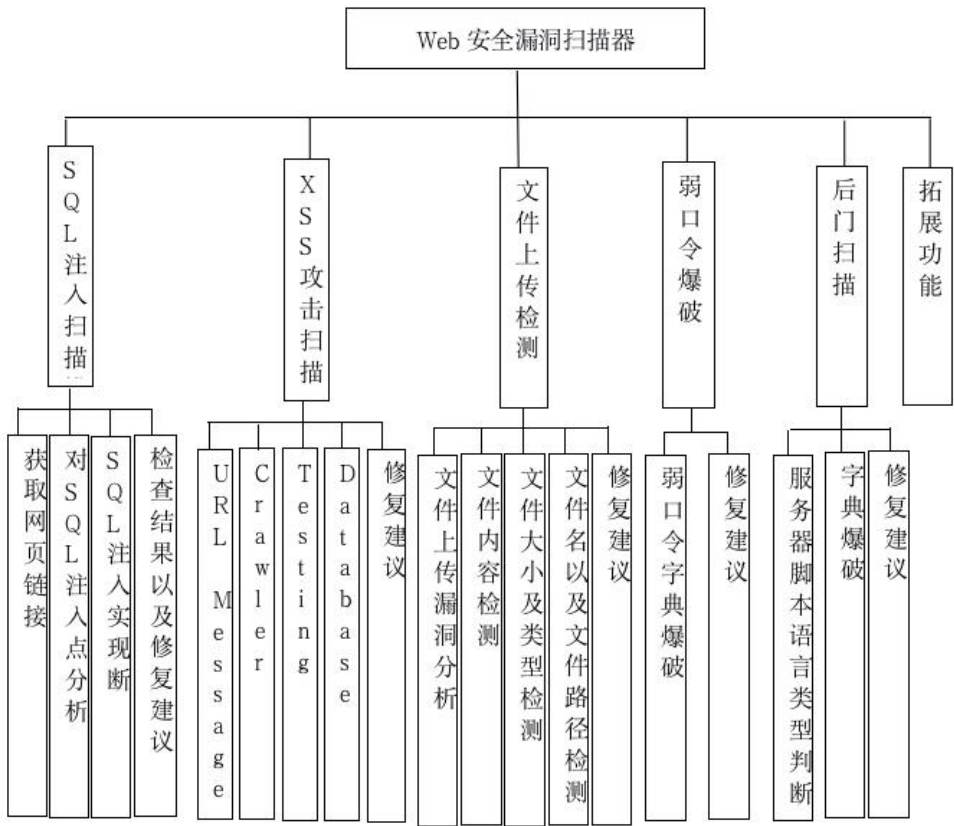 Web 安全漏洞扫描器
SQL注入扫描
XSS攻击扫描
文件上传检测
弱口令爆破
后门扫描
拓展功能
获取网页链接
对SQL注入点分析
SQL注入实现断
检查结果以及修复建议
URL Message
Crawler
Testing
Database
修复建议
文件上传漏洞分析
文件内容检测
文件大小及类型检测
文件名以及文件路径检测
修复建议
弱口令字典爆破
修复建议
服务器脚本语言类型判断
字典爆破
修复建议